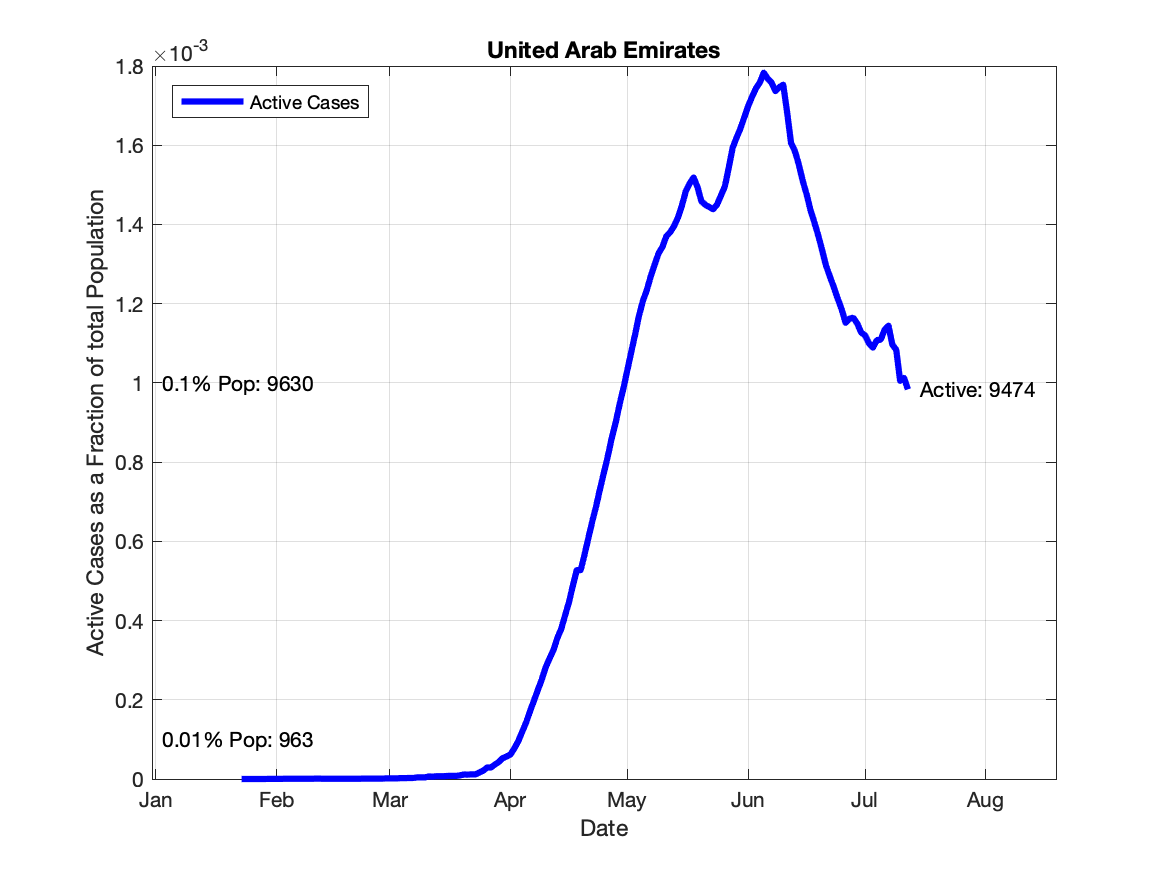 United Arab Emirates
×10-3
1.8
1.6
1.4
1.2
1
0.8
0.6
0.4
0.2
0
Active Cases as a Fraction of total Population
Active Cases
0.1% Pop: 9630
Active: 9474
0.01% Pop: 963
Jan Feb Mar Apr May Jun Jul Aug
Date